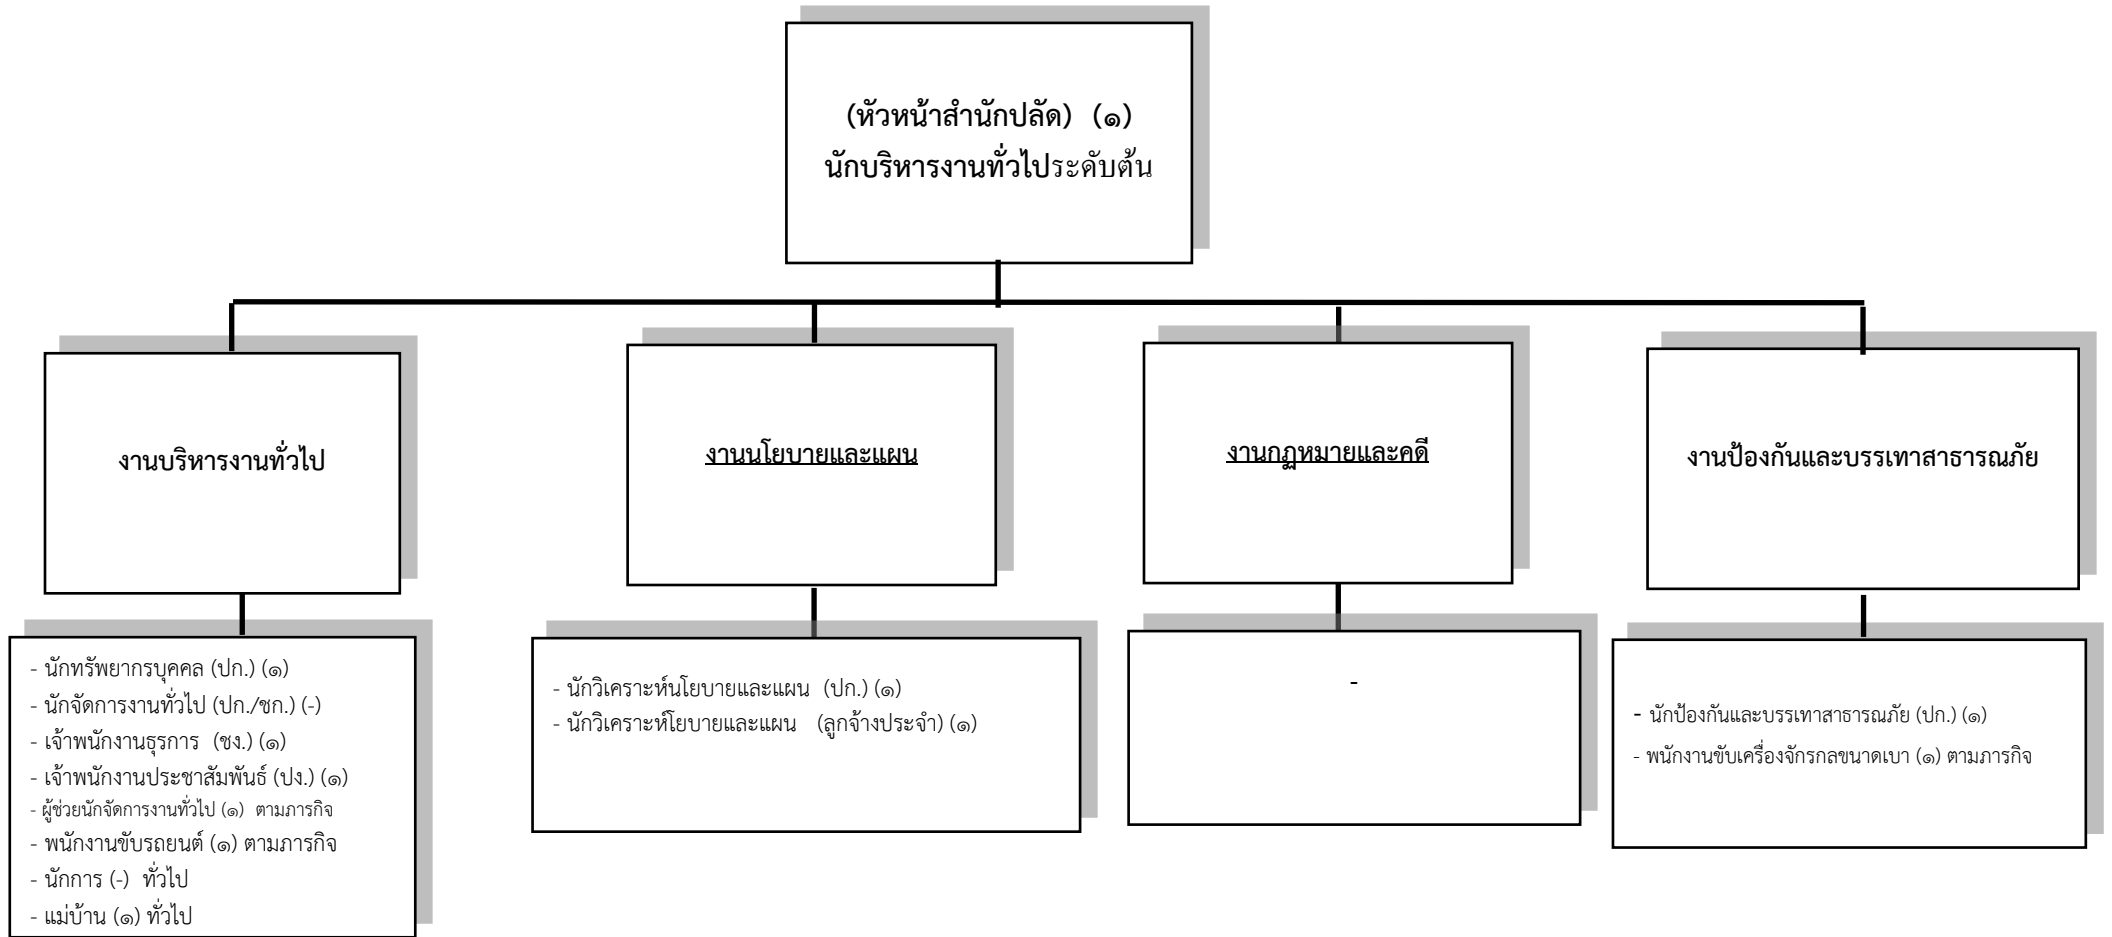 (หัวหน้าสำนักปลัด) (๑)
นักบริหารงานทั่วไประดับต้น
งานบริหารงานทั่วไป
งานนโยบายและแผน
งานกฎหมายและคดี
งานป้องกันและบรรเทาสาธารณภัย
- นักทรัพยากรบุคคล (ปก.) (๑)
- นักจัดการงานทั่วไป (ปก./ชก.) (-)
- เจ้าพนักงานธุรการ (ชง.) (๑)
- เจ้าพนักงานประชาสัมพันธ์ (ปง.) (๑)
- ผู้ช่วยนักจัดการงานทั่วไป (๑) ตามภารกิจ
- พนักงานขับรถยนต์ (๑) ตามภารกิจ
- นักการ (-) ทั่วไป
- แม่บ้าน (๑) ทั่วไป
- นักวิเคราะห์นโยบายและแผน (ปก.) (๑)
- นักวิเคราะห์โยบายและแผน (ลูกจ้างประจำ) (๑)
-
- นักป้องกันและบรรเทาสาธารณภัย (ปก.) (๑)
- พนักงานขับเครื่องจักรกลขนาดเบา (๑) ตามภารกิจ